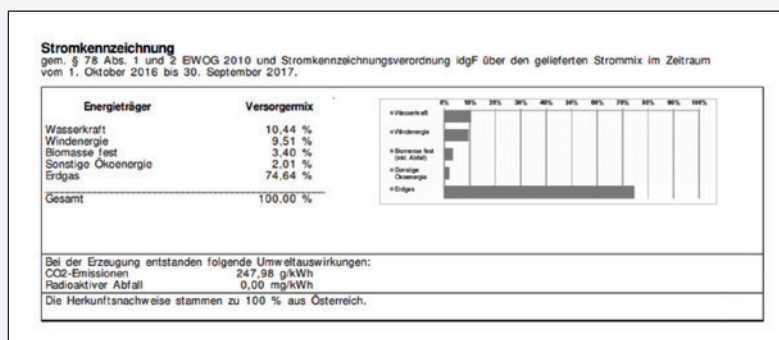 Stromkennzeichnung
gem. § 78 Abs. 1 und 2 ElWOG 2010 und Stromkennzeichnungsverordnung idgF über den gelieferten Strommix im Zeitraum
vom 1. Oktober 2016 bis 30. September 2017.
Energieträger Versorgermix
Wasserkraft 10,44 %
Windenergie 9,51 %
Biomasse fest 3,40 %
Sonstige Ökoenergie 2,01 %
Erdgas 74,64 %
Gesamt 100,00 %
0% 10% 20% 30% 40% 50% 60% 70% 80% 90% 100%
Wasserkraft
Windenergie
Biomasse fest
(inkl. Abfall)
Sonstige
Ökoenergie
Erdgas
Bei der Erzeugung entstanden folgende Umweltauswirkungen:
CO2-Emissionen 247,98 g/kWh
Radioaktiver Abfall 0,00 mg/kWh
Die Herkunftsnachweise stammen zu 100 % aus Österreich.